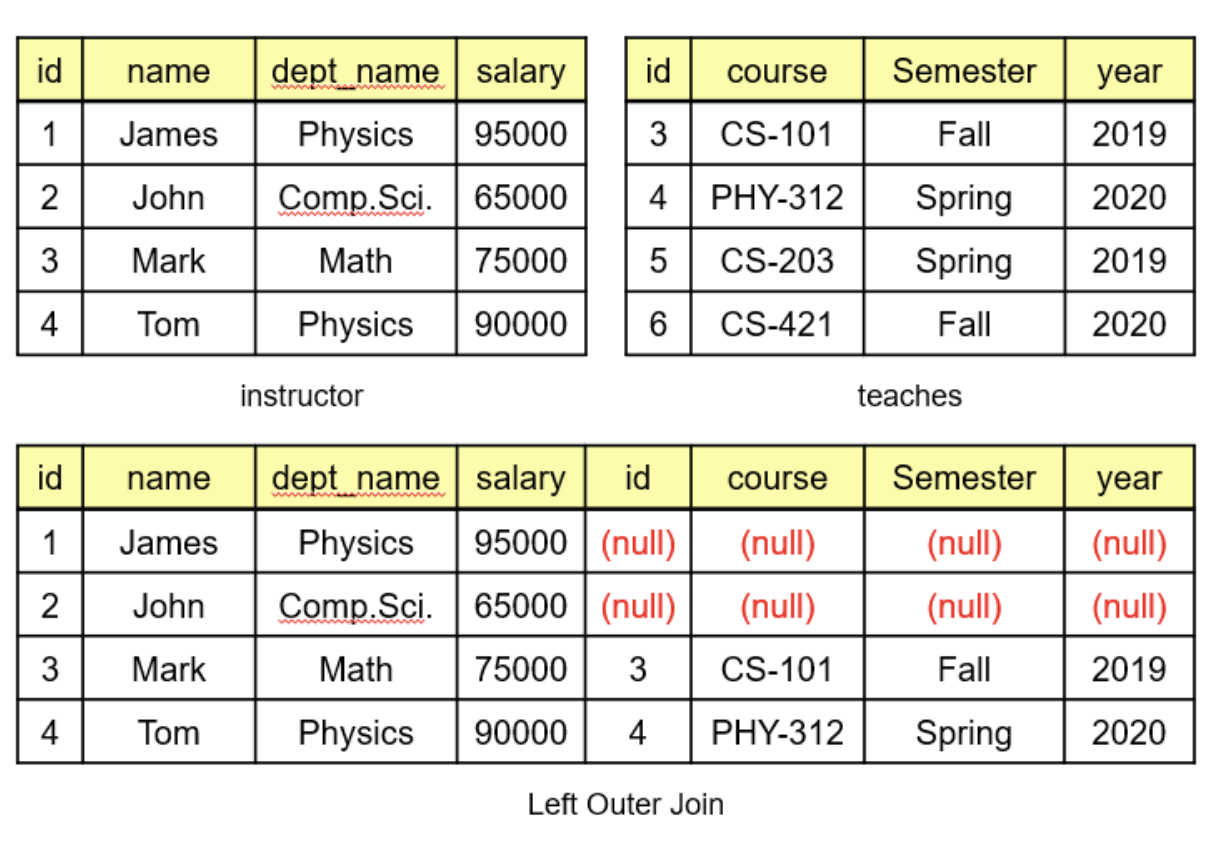 id name dept_name salary id course Semester year
1 James Physics 95000 3 CS-101 Fall 2019
2 John Comp.Sci. 65000 4 PHY-312 Spring 2020
3 Mark Math 75000 5 CS-203 Spring 2019
4 Tom Physics 90000 6 CS-421 Fall 2020
instructor teaches
id name dept_name salary id course Semester year
1 James Physics 95000 (null) (null) (null) (null)
2 John Comp.Sci. 65000 (null) (null) (null) (null)
3 Mark Math 75000 3 CS-101 Fall 2019
4 Tom Physics 90000 4 PHY-312 Spring 2020
Left Outer Join